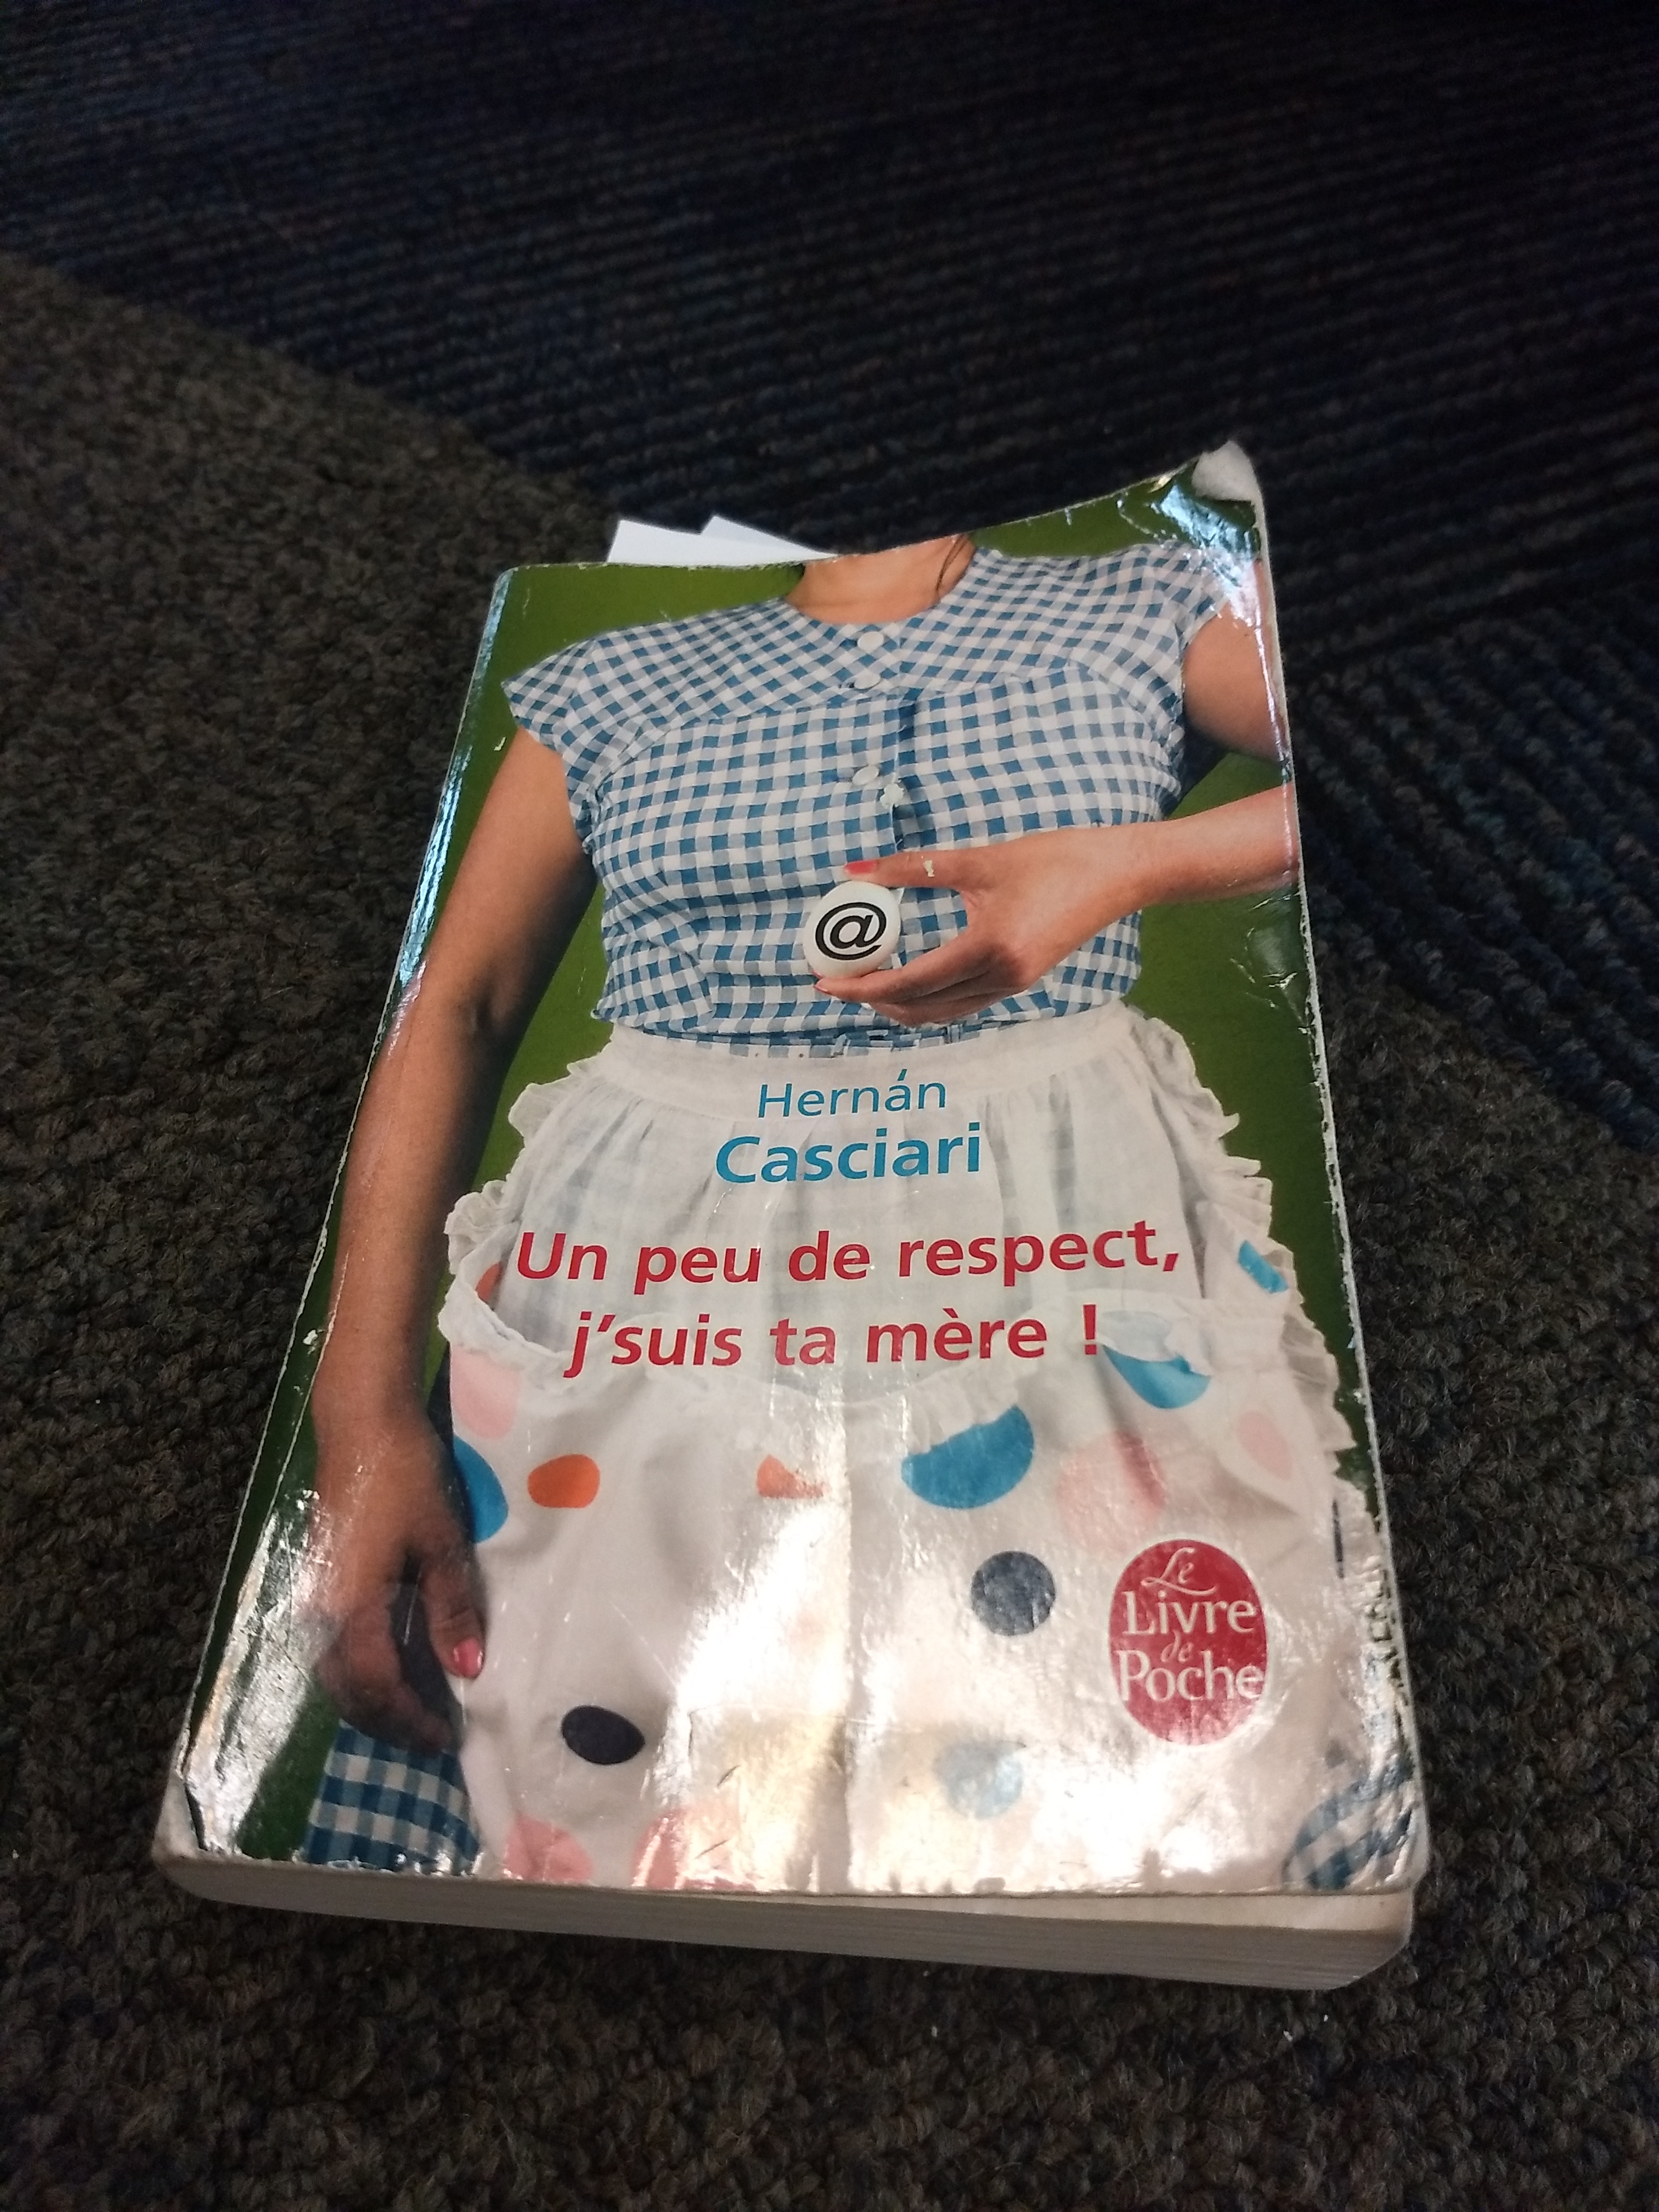 @
Hernán
Casciari
Un peu de respect,
j'suis ta mère !
Le
Livre
de
Poche